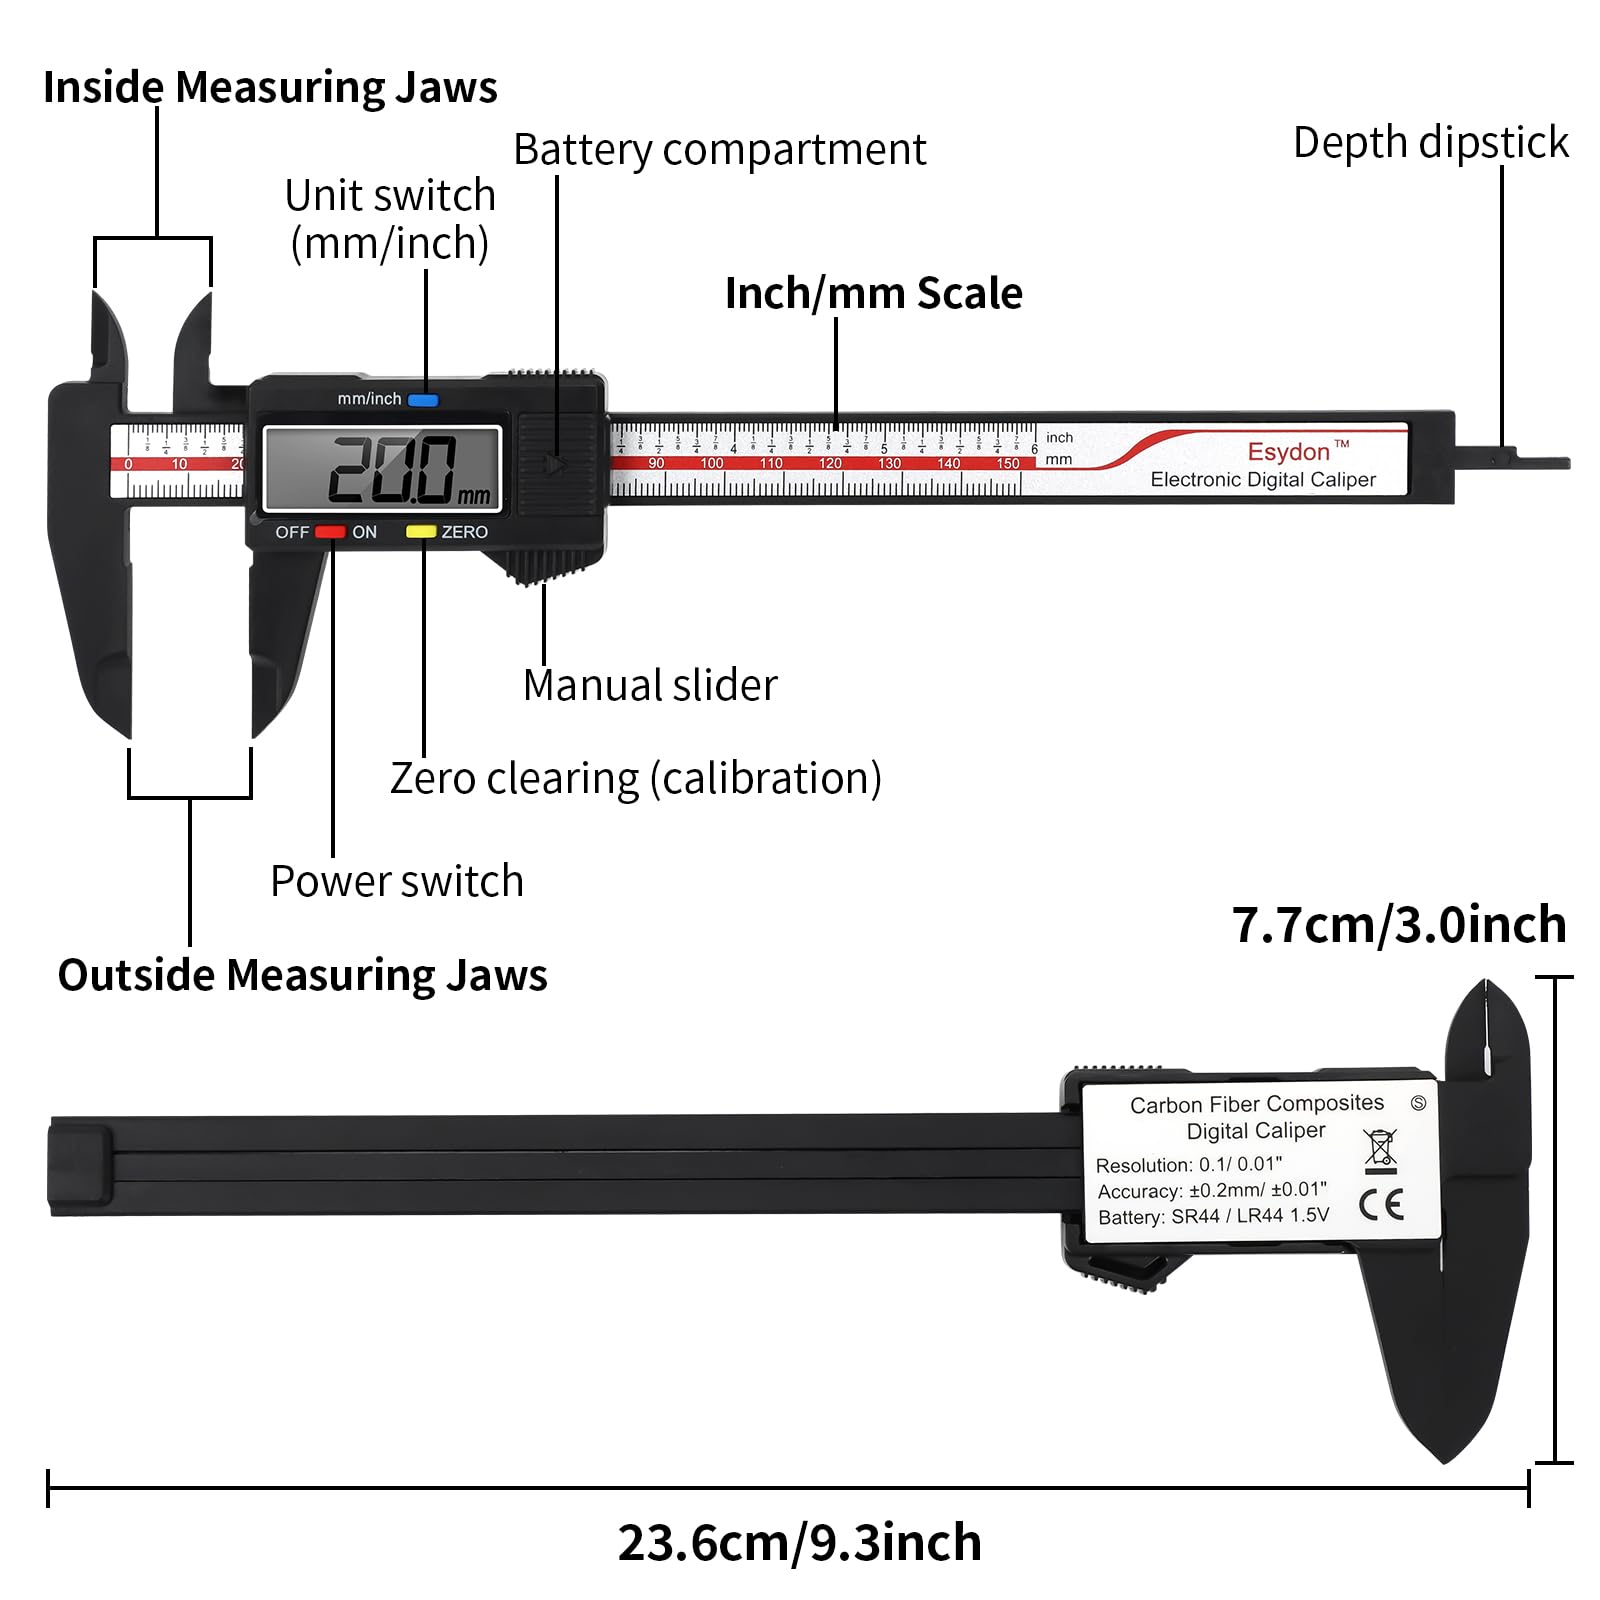 Inside Measuring Jaws
Battery compartment
Depth dipstick
Unit switch
(mm/inch)
Inch/mm Scale
mm/inch
20.0 mm
OFF ON ZERO
0 10 20
4 5 6 inch
90 100 110 120 130 140 150 mm
Esydon™
Electronic Digital Caliper
Manual slider
Zero clearing (calibration)
Power switch
Outside Measuring Jaws
7.7cm/3.0inch
Carbon Fiber Composites Ⓢ
Digital Caliper
Resolution: 0.1/ 0.01"
Accuracy: ±0.2mm/ ±0.01"
Battery: SR44 / LR44 1.5V
CE
23.6cm/9.3inch